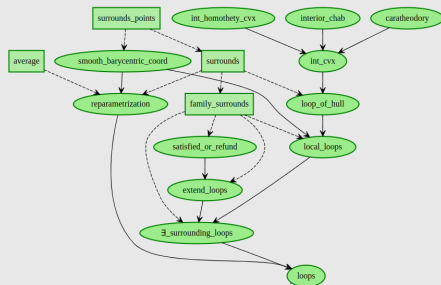 surrounds_points
int_homothety_cvx
interior_chab
caratheodory
average
smooth_barycentric_coord
surrounds
int_cvx
reparametrization
family_surrounds
loop_of_hull
satisfied_or_refund
local_loops
extend_loops
∃_surrounding_loops
loops